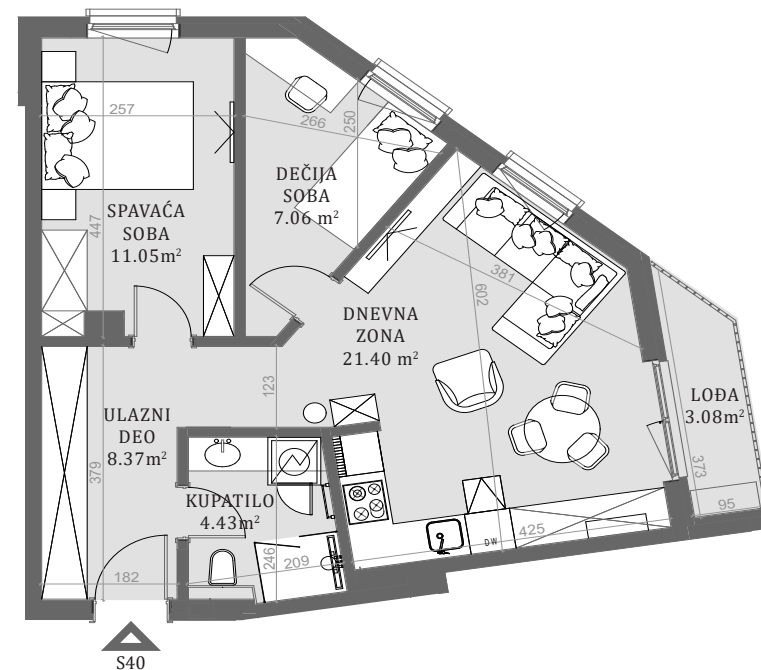 257
266
250
DEČIJA
SOBA
7.06 m²
SPAVAĆA
SOBA
11.05m²
447
381
602
DNEVNA
ZONA
21.40 m²
123
LOĐA
3.08m²
ULAZNI
DEO
8.37m²
379
373
KUPATILO
4.43m²
95
425
DW
246
209
182
S40